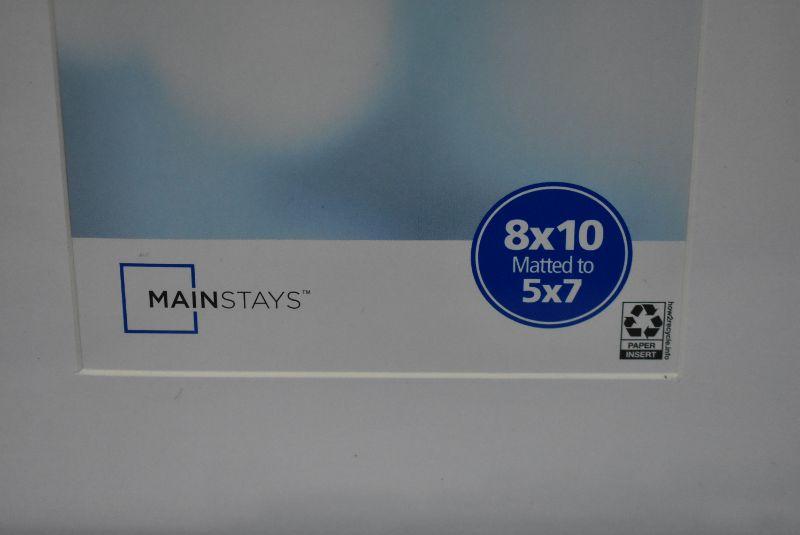 8x10
Matted to
5x7
MAINSTAYS™
how2recycle.info
PAPER
INSERT